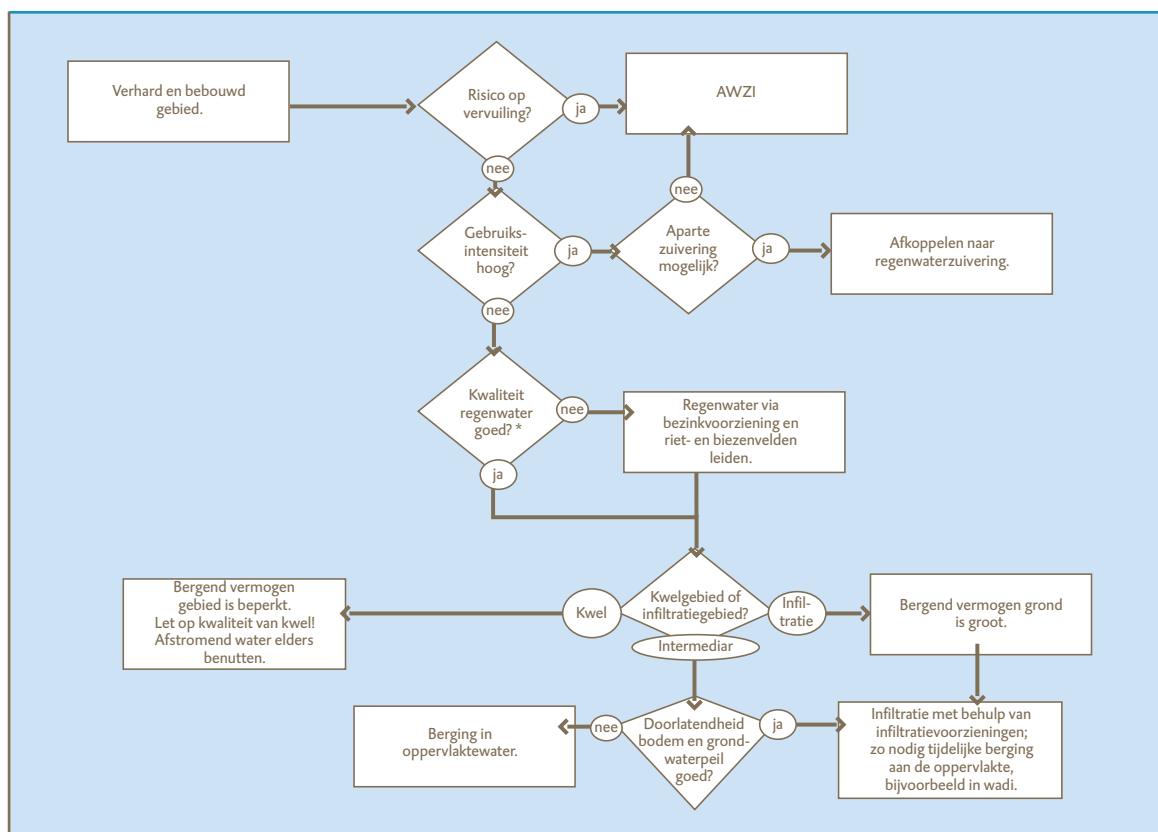 Verhard en bebouwd
gebied.
Risico op
vervuiling?
ja
AWZI
nee
nee
Gebruiks-
intensiteit
hoog?
ja
Aparte
zuivering
mogelijk?
ja
Afkoppelen naar
regenwaterzuivering.
nee
Kwaliteit
regenwater
goed? *
nee
Regenwater via
bezinkvoorziening en
riet- en biezenvelden
leiden.
ja
Bergend vermogen
gebied is beperkt.
Let op kwaliteit van kwel!
Afstromend water elders
benutten.
Kwel
Kwelgebied of
infiltratiegebied?
Infil-
tratie
Bergend vermogen grond
is groot.
Intermediar
Berging in
oppervlaktewater.
nee
Doorlatendheid
bodem en grond-
waterpeil
goed?
ja
Infiltratie met behulp van
infiltratievoorzieningen;
zo nodig tijdelijke berging
aan de oppervlakte,
bijvoorbeeld in wadi.